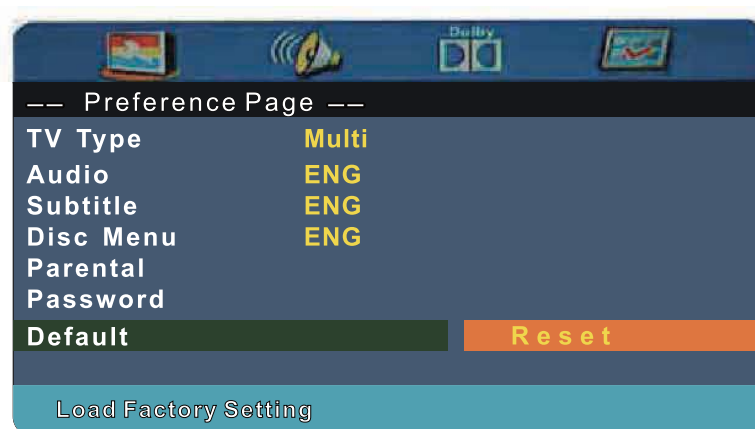 Dolby
–– Preference Page ––
TV Type Multi
Audio ENG
Subtitle ENG
Disc Menu ENG
Parental
Password
Default Reset
Load Factory Setting